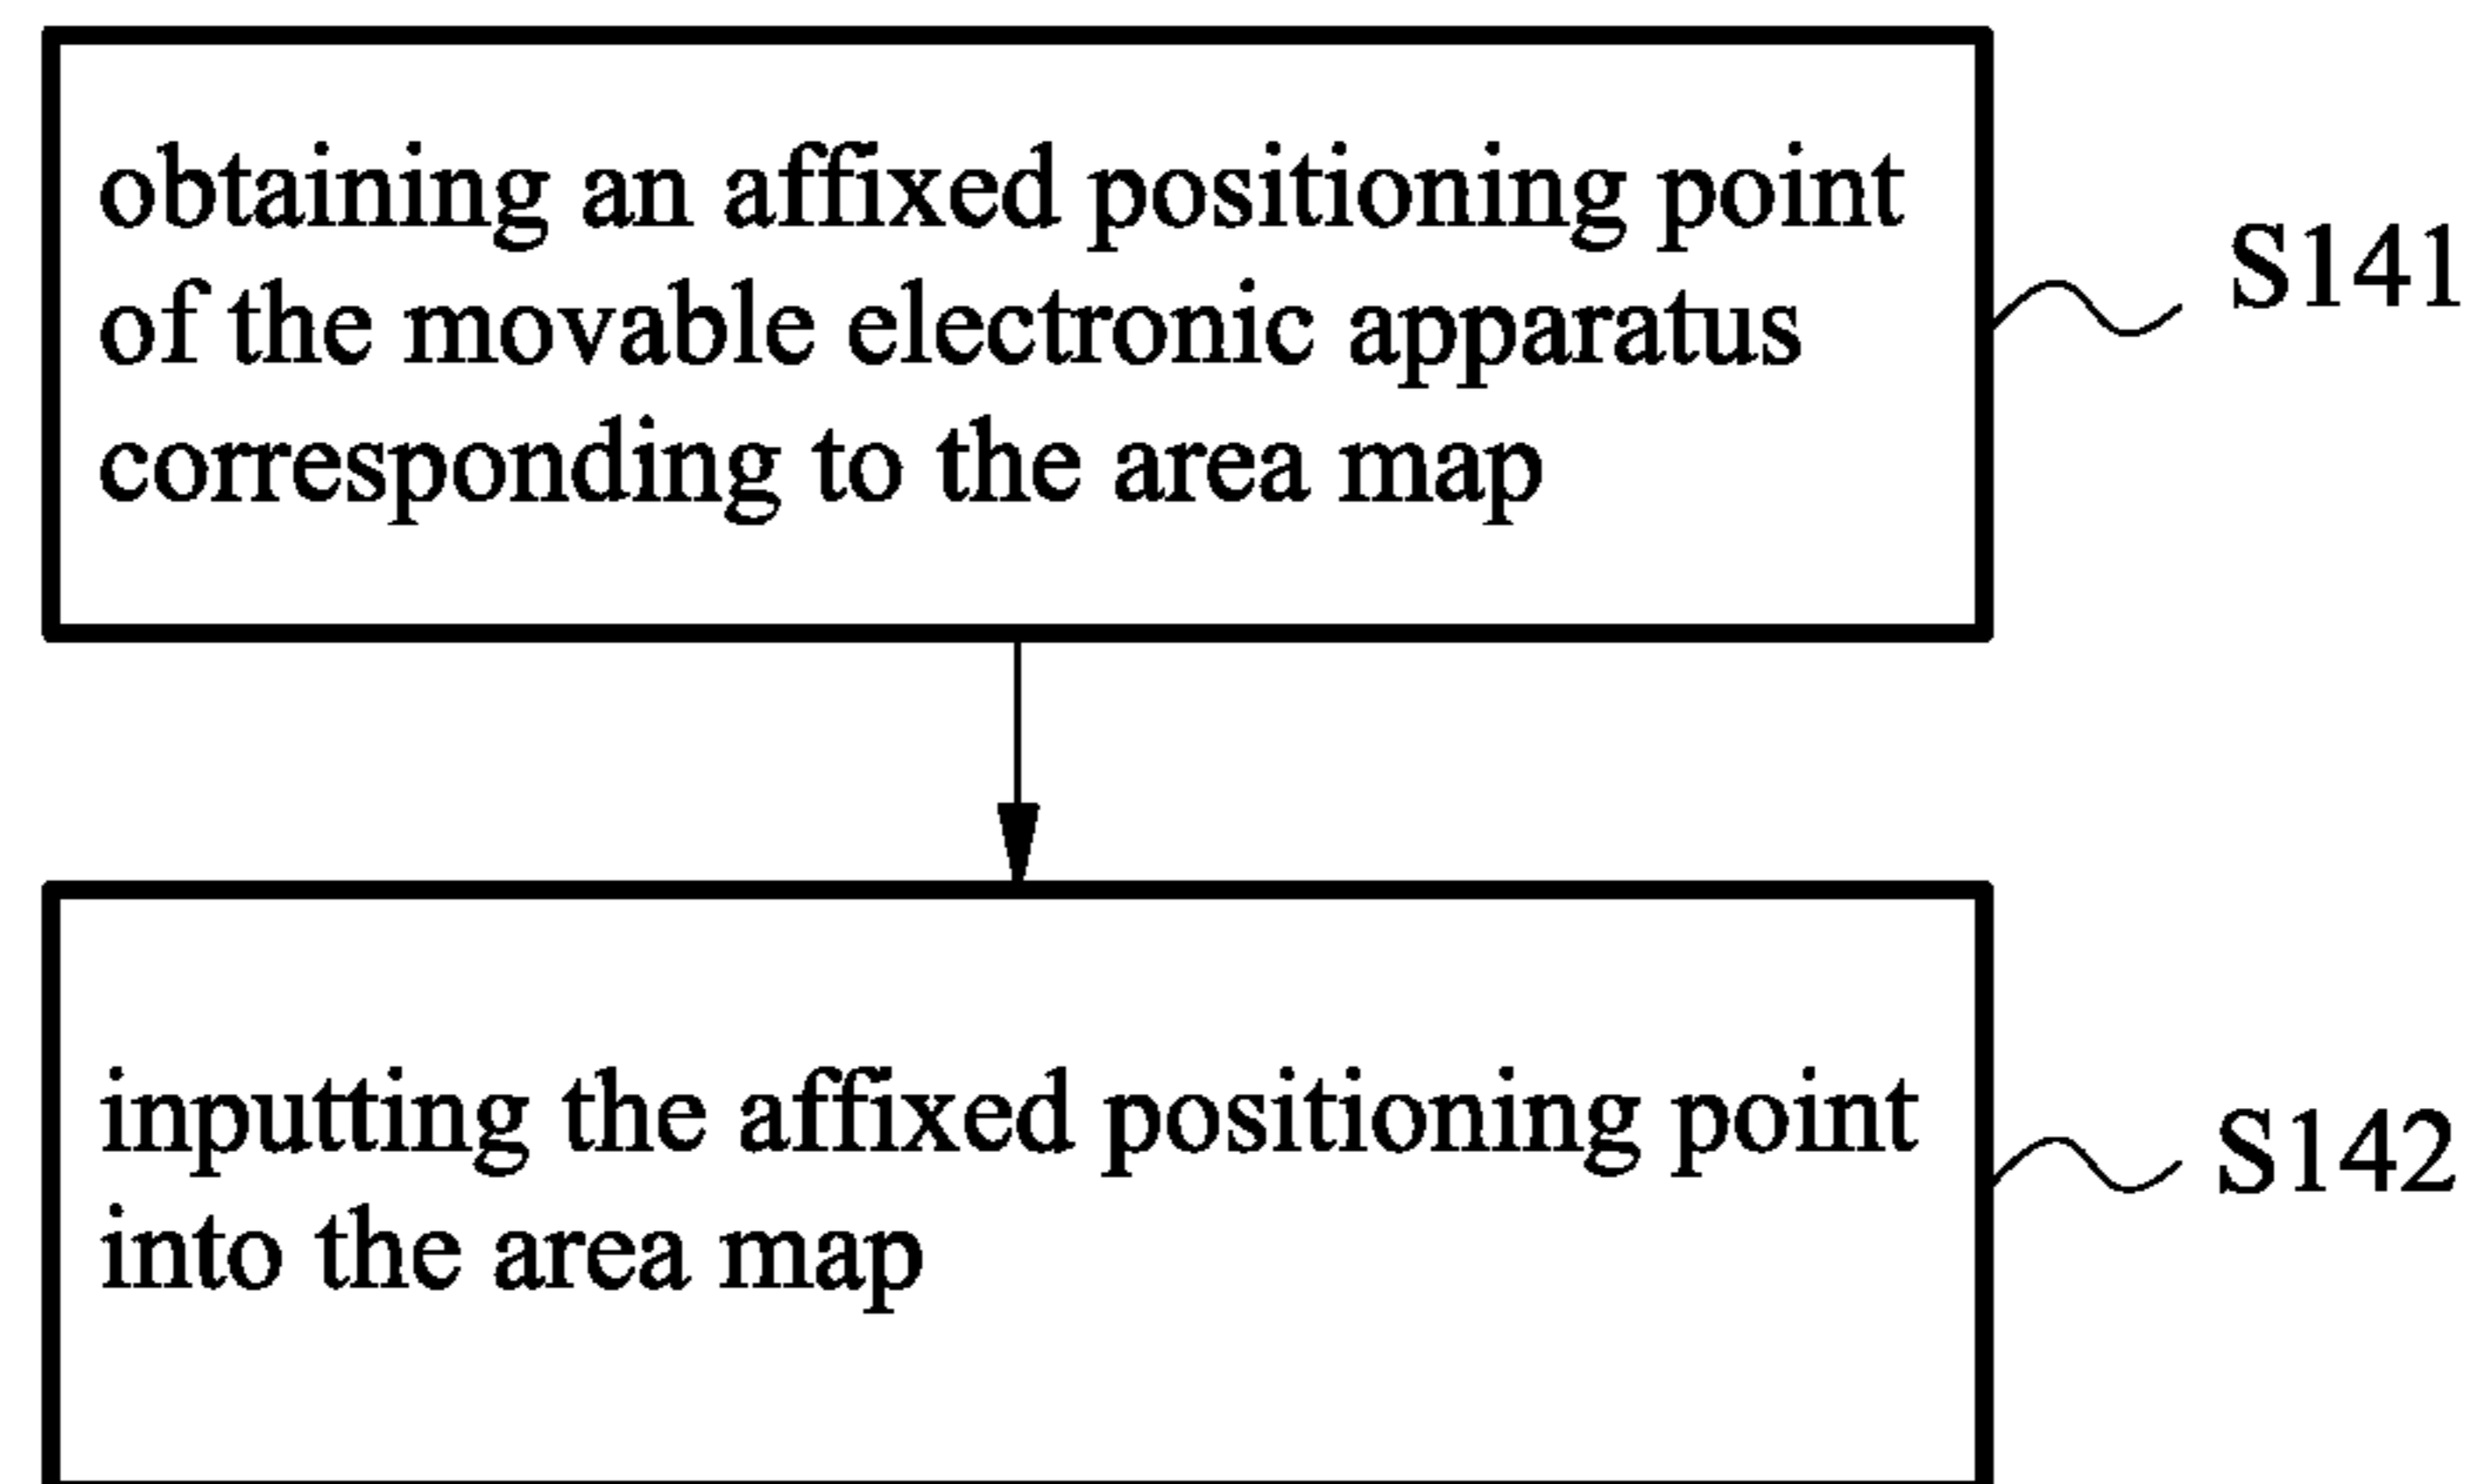 obtaining an affixed positioning point
of the movable electronic apparatus
corresponding to the area map
S141
inputting the affixed positioning point
into the area map
S142